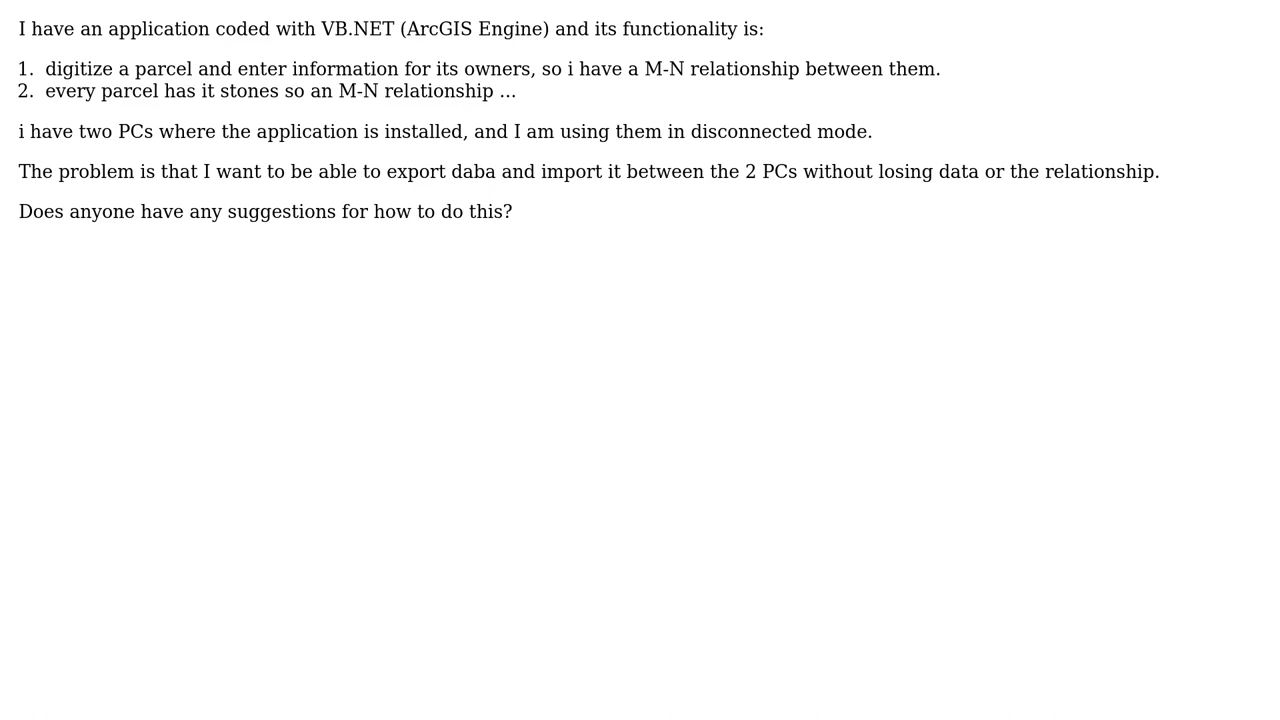 I have an application coded with VB.NET (ArcGIS Engine) and its functionality is:
1. digitize a parcel and enter information for its owners, so i have a M-N relationship between them.
2. every parcel has it stones so an M-N relationship ...
i have two PCs where the application is installed, and I am using them in disconnected mode.
The problem is that I want to be able to export daba and import it between the 2 PCs without losing data or the relationship.
Does anyone have any suggestions for how to do this?